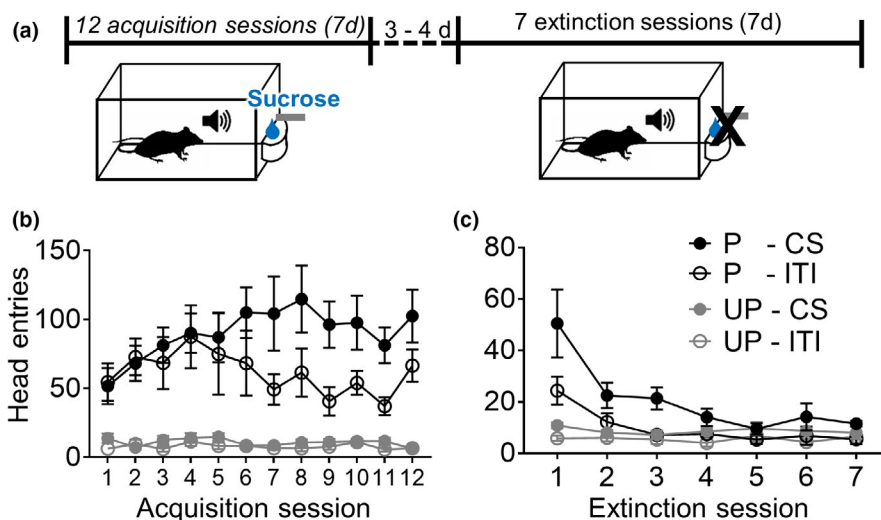 (a)
12 acquisition sessions (7d)
3 - 4 d
7 extinction sessions (7d)
Sucrose
X
(b)
Head entries
150
100
50
0
1 2 3 4 5 6 7 8 9 10 11 12
Acquisition session
(c)
80
60
40
20
0
P - CS
P - ITI
UP - CS
UP - ITI
1 2 3 4 5 6 7
Extinction session